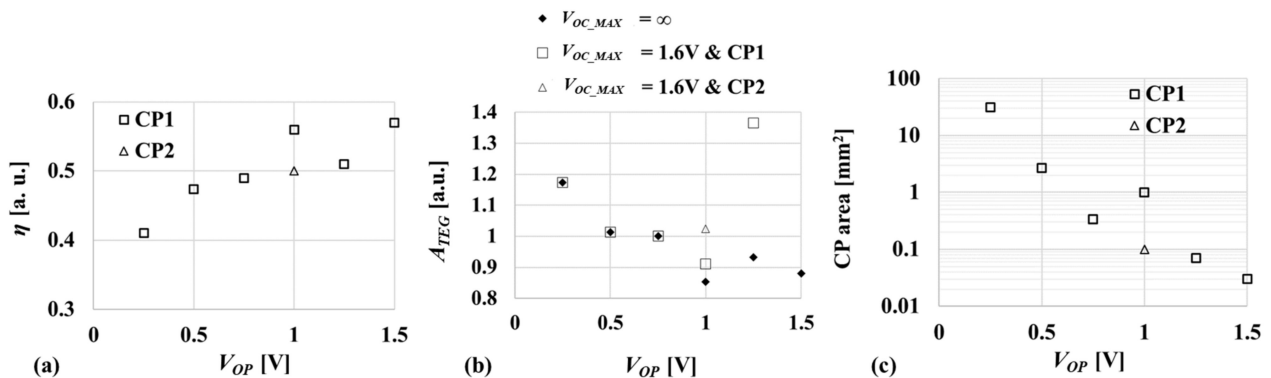 V_OC_MAX = ∞
V_OC_MAX = 1.6V & CP1
V_OC_MAX = 1.6V & CP2
0.6
0.5
0.4
0.3
η [a. u.]
CP1
CP2
0 0.5 1 1.5
V_OP [V]
(a)
1.4
1.3
1.2
1.1
1
0.9
0.8
A_TEG [a.u.]
0 0.5 1 1.5
V_OP [V]
(b)
100
10
1
0.1
0.01
CP area [mm²]
CP1
CP2
0 0.5 1 1.5
V_OP [V]
(c)